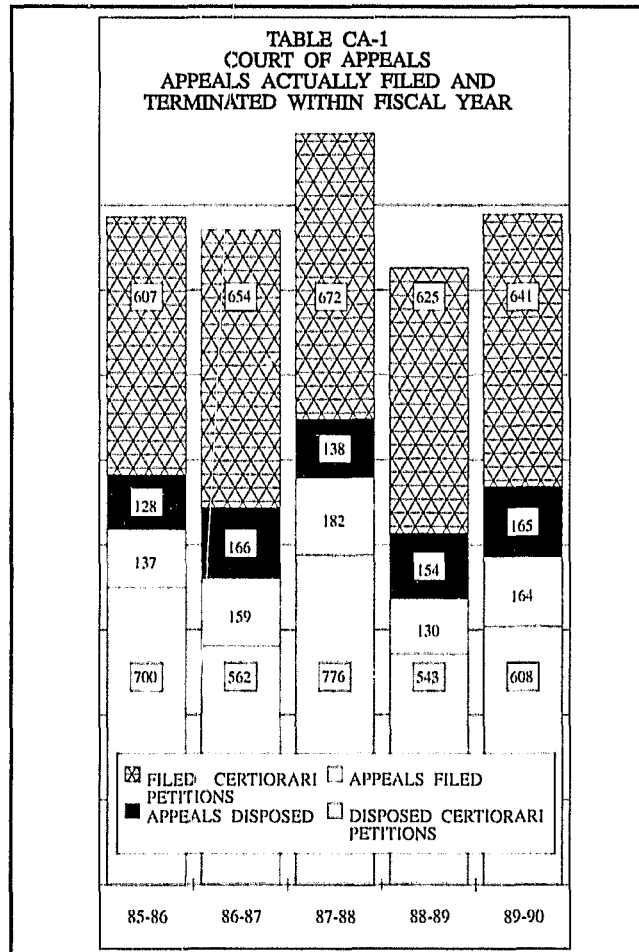 TABLE CA-1
COURT OF APPEALS
APPEALS ACTUALLY FILED AND
TERMINATED WITHIN FISCAL YEAR
607 654 672 625 641
128 166 138 154 165
137 159 182 130 164
700 562 776 543 608
FILED CERTIORARI PETITIONS
APPEALS FILED
APPEALS DISPOSED
DISPOSED CERTIORARI PETITIONS
85-86 86-87 87-88 88-89 89-90